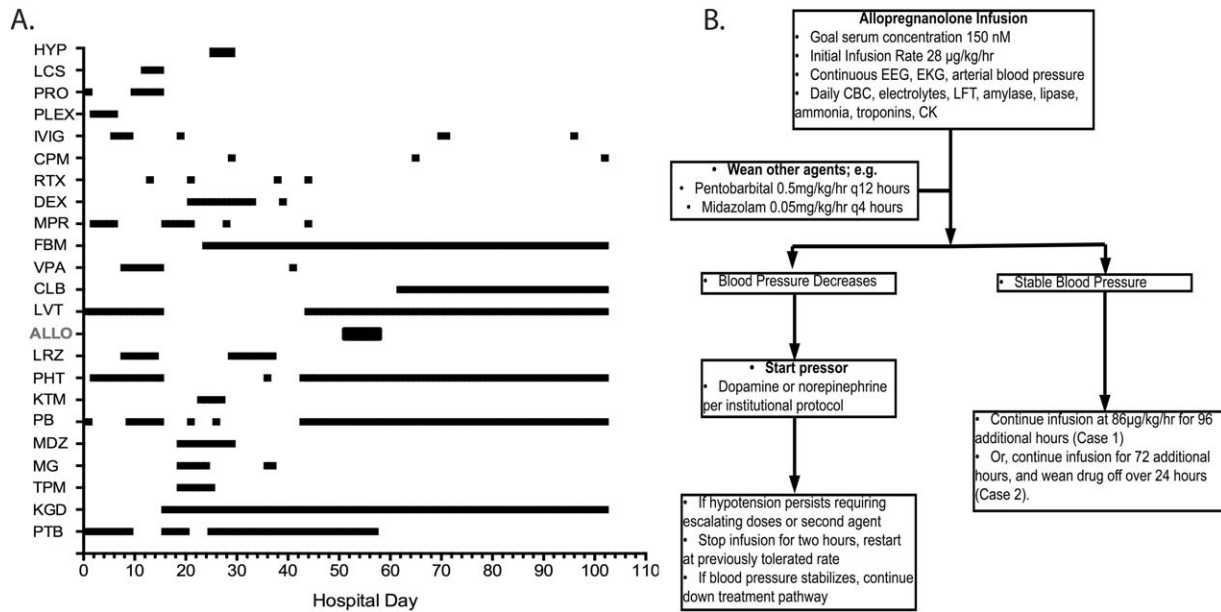 A.
HYP
LCS
PRO
PLEX
IVIG
CPM
RTX
DEX
MPR
FBM
VPA
CLB
LVT
ALLO
LRZ
PHT
KTM
PB
MDZ
MG
TPM
KGD
PTB
0 10 20 30 40 50 60 70 80 90 100 110
Hospital Day
B.
Allopregnanolone Infusion
• Goal serum concentration 150 nM
• Initial Infusion Rate 28 µg/kg/hr
• Continuous EEG, EKG, arterial blood pressure
• Daily CBC, electrolytes, LFT, amylase, lipase,
ammonia, troponins, CK
• Wean other agents; e.g.
• Pentobarbital 0.5mg/kg/hr q12 hours
• Midazolam 0.05mg/kg/hr q4 hours
• Blood Pressure Decreases
• Stable Blood Pressure
• Start pressor
• Dopamine or norepinephrine
per institutional protocol
• Continue infusion at 86µg/kg/hr for 96
additional hours (Case 1)
• Or, continue infusion for 72 additional
hours, and wean drug off over 24 hours
(Case 2).
• If hypotension persists requiring
escalating doses or second agent
• Stop infusion for two hours, restart
at previously tolerated rate
• If blood pressure stabilizes, continue
down treatment pathway